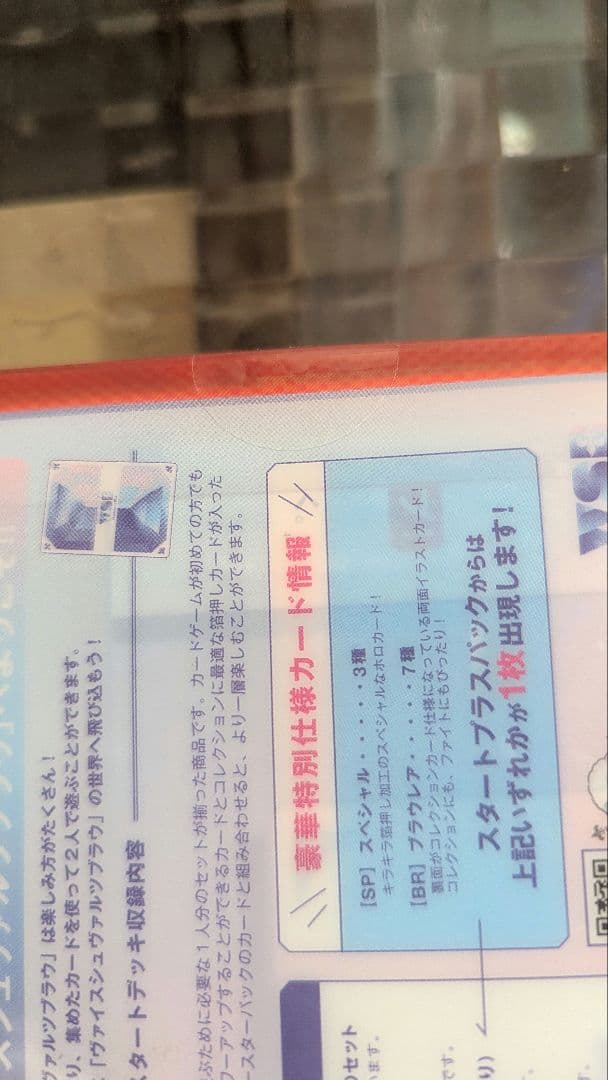 ヴァルツブラウ」は楽しみ方がたくさん!
り、集めたカードを使って2人で遊ぶことができます。
「ヴァイスシュヴァルツブラウ」の世界へ飛び込もう!
タートデッキ収録内容
ぶために必要な1人分のセットが揃った商品です。カードゲームが初めての方でも
ワーアップすることができるカードとコレクションに最適な箔押しカードが入った
ースターパックのカードと組み合わせると、より一層楽しむことができます。
豪華特別仕様カード情報
[SP] スペシャル・・・・・3種
キラキラ箔押し加工のスペシャルなホロカード!
[BR] ブラウレア・・・・・7種
裏面がコレクションカード仕様になっている両面イラストカード!
コレクションにも、ファイトにもぴったり!
スタートプラスパックからは
上記いずれかが1枚出現します!
のセット
います。
です。
り)
す。